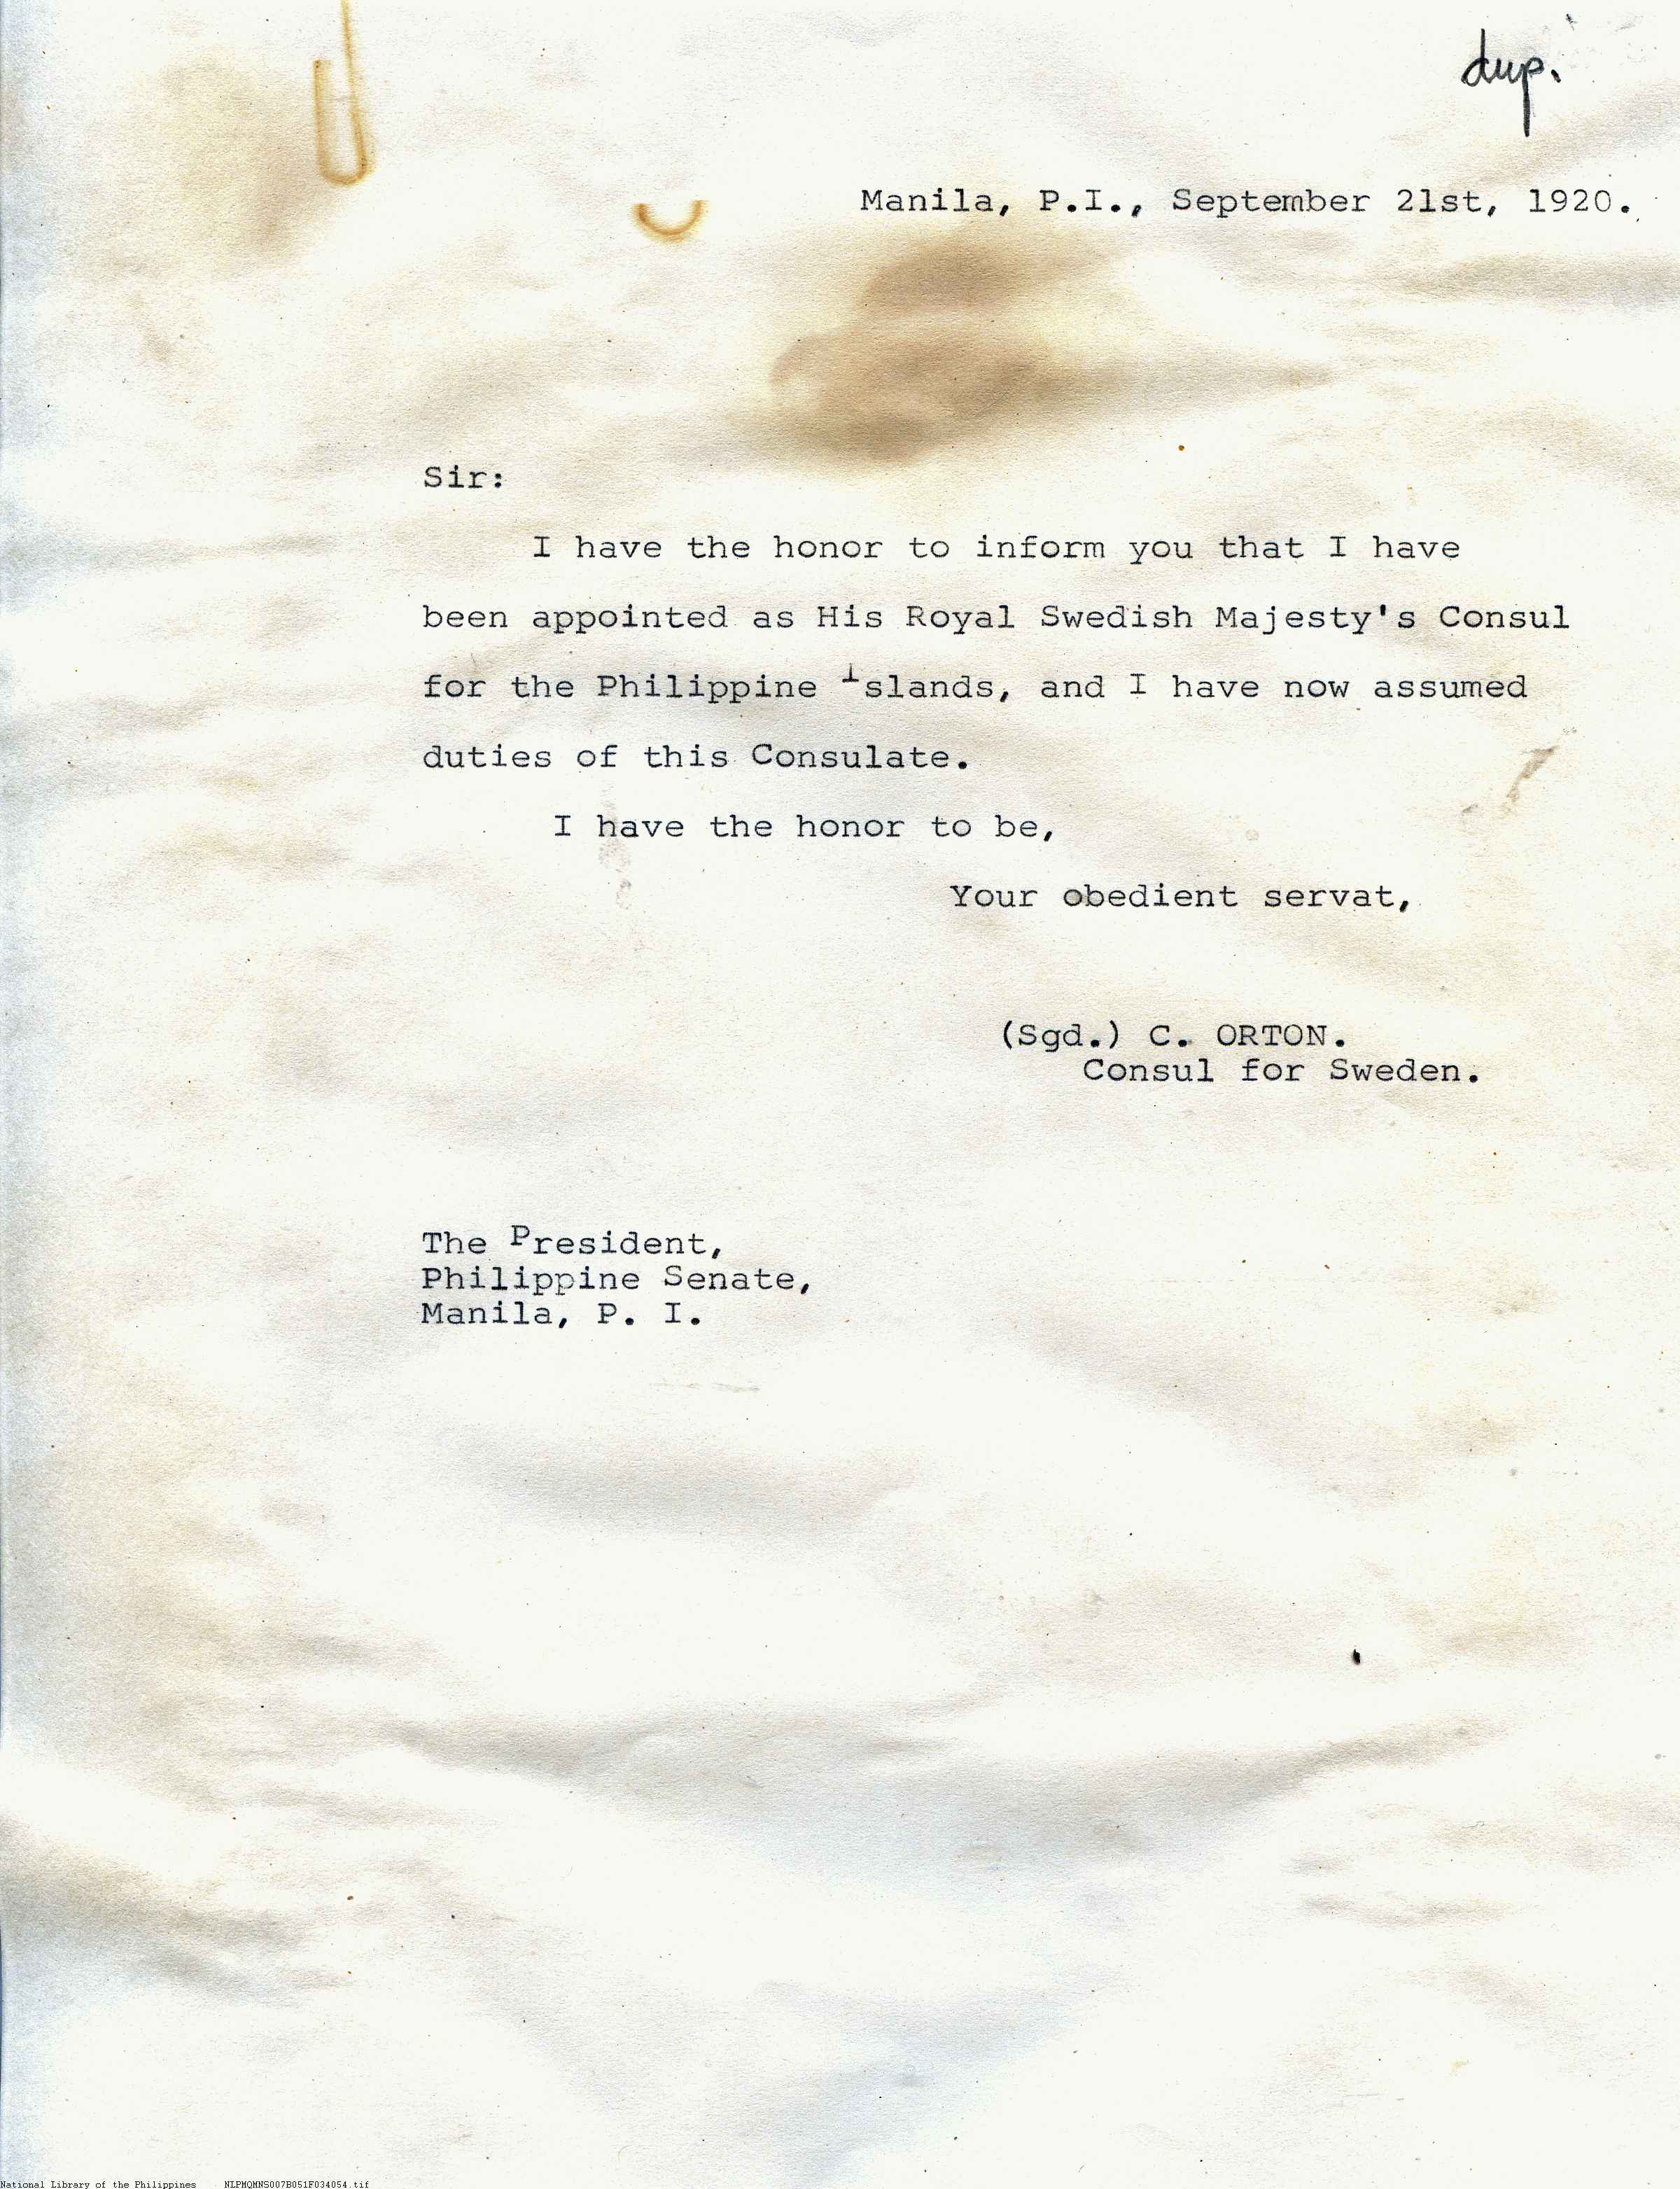 dup.
Manila, P.I., September 21st, 1920.
Sir:
I have the honor to inform you that I have
been appointed as His Royal Swedish Majesty's Consul
for the Philippine Islands, and I have now assumed
duties of this Consulate.
I have the honor to be,
Your obedient servat,
(Sgd.) C. ORTON.
Consul for Sweden.
The President,
Philippine Senate,
Manila, P. I.
National Library of the Philippines NLPMQMNS007B051F034054.tif